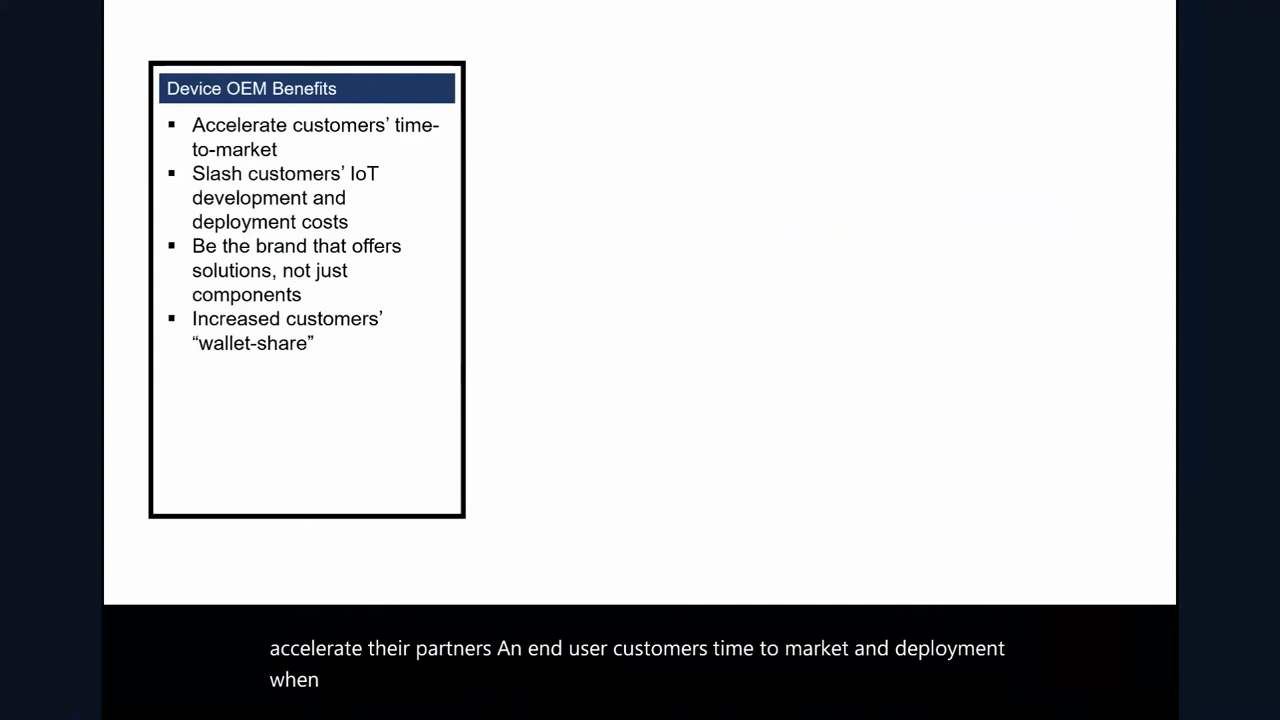 Device OEM Benefits
▪ Accelerate customers’ time-
to-market
▪ Slash customers’ IoT
development and
deployment costs
▪ Be the brand that offers
solutions, not just
components
▪ Increased customers’
“wallet-share”
accelerate their partners An end user customers time to market and deployment
when